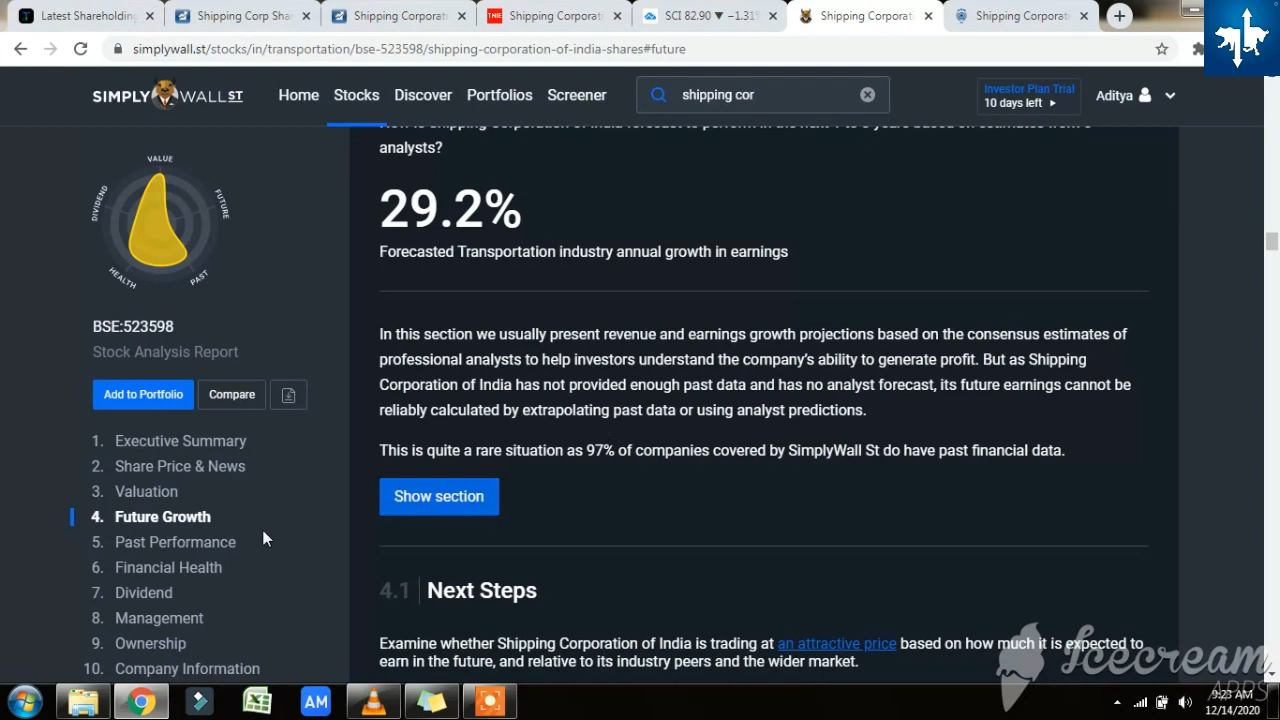 Latest Shareholding
Shipping Corp Shar
Shipping Corporati
Shipping Corporati
SCI 82.90 ▼ −1.31%
Shipping Corporati
Shipping Corporat
simplywall.st/stocks/in/transportation/bse-523598/shipping-corporation-of-india-shares#future
SIMPLY WALL ST
Home
Stocks
Discover
Portfolios
Screener
shipping cor
Investor Plan Trial
10 days left
Aditya
VALUE
FUTURE
PAST
HEALTH
DIVIDEND
BSE:523598
Stock Analysis Report
Add to Portfolio
Compare
1. Executive Summary
2. Share Price & News
3. Valuation
4. Future Growth
5. Past Performance
6. Financial Health
7. Dividend
8. Management
9. Ownership
10. Company Information
analysts?
29.2%
Forecasted Transportation industry annual growth in earnings
In this section we usually present revenue and earnings growth projections based on the consensus estimates of
professional analysts to help investors understand the company's ability to generate profit. But as Shipping
Corporation of India has not provided enough past data and has no analyst forecast, its future earnings cannot be
reliably calculated by extrapolating past data or using analyst predictions.
This is quite a rare situation as 97% of companies covered by SimplyWall St do have past financial data.
Show section
4.1 Next Steps
Examine whether Shipping Corporation of India is trading at an attractive price based on how much it is expected to
earn in the future, and relative to its industry peers and the wider market.
Icecream
APPS
TNIE
AM
9:23 AM
12/14/2020